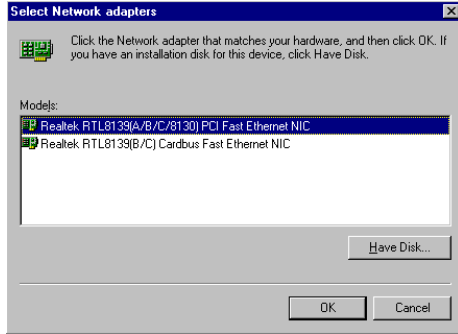 Select Network adapters
Click the Network adapter that matches your hardware, and then click OK. If
you have an installation disk for this device, click Have Disk.
Models:
Realtek RTL8139(A/B/C/8130) PCI Fast Ethernet NIC
Realtek RTL8139(B/C) Cardbus Fast Ethernet NIC
Have Disk...
OK
Cancel